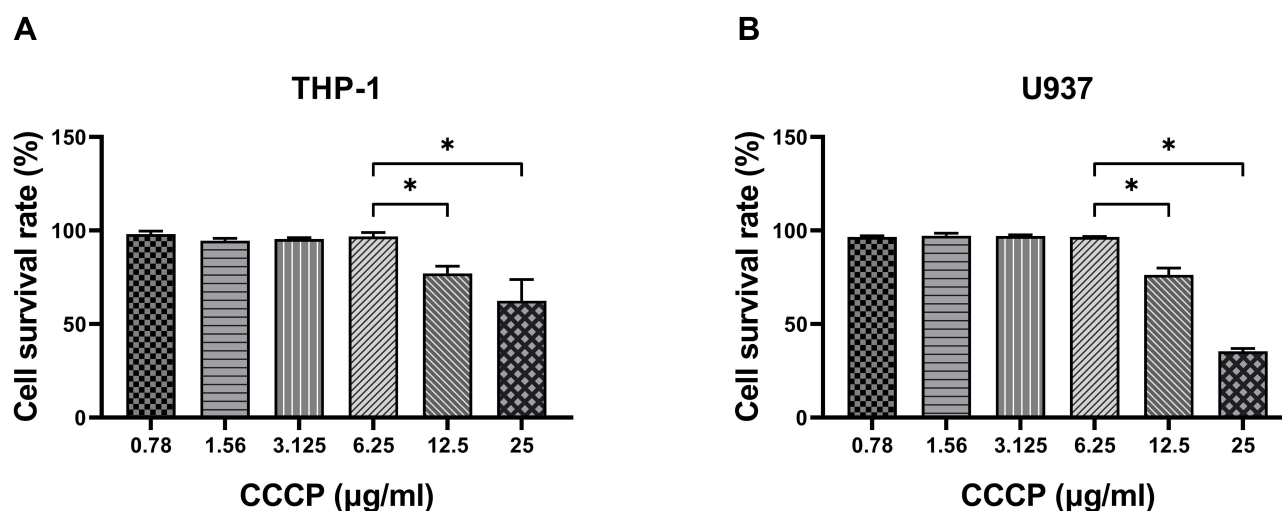 A
THP-1
Cell survival rate (%)
150
100
50
0
*
*
0.78 1.56 3.125 6.25 12.5 25
CCCP (μg/ml)
B
U937
Cell survival rate (%)
150
100
50
0
*
*
0.78 1.56 3.125 6.25 12.5 25
CCCP (μg/ml)